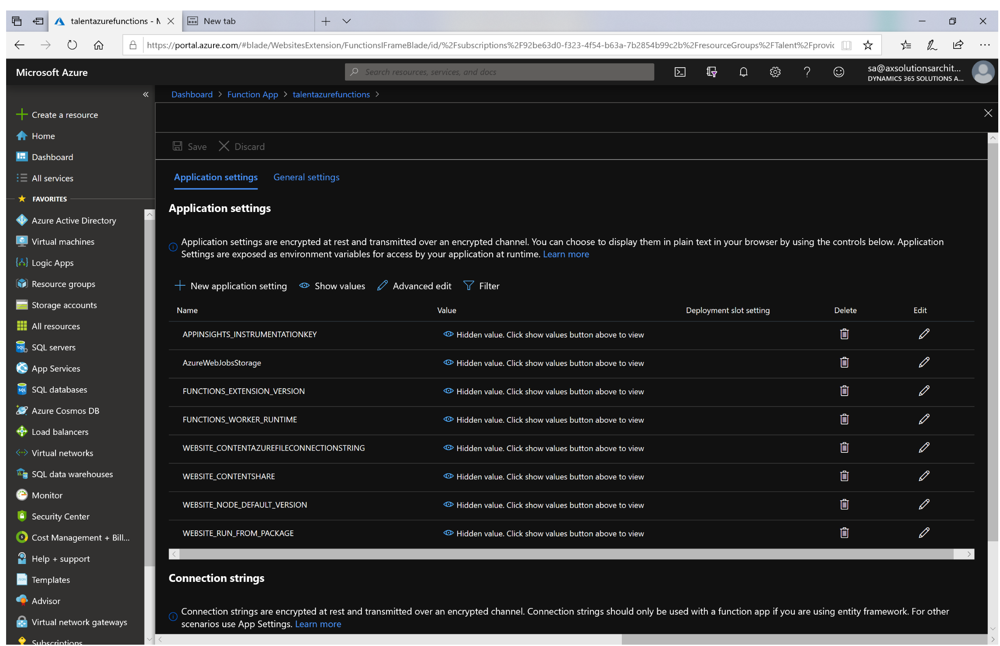 talentazurefunctions - M
New tab
https://portal.azure.com/#blade/WebsitesExtension/FunctionsIFrameBlade/id/%2Fsubscriptions%2F92be63d0-f323-4f54-b63a-7b2854b99c2b%2FresourceGroups%2FTalent%2Fprovic
Microsoft Azure
Search resources, services, and docs
sa@axsolutionsarchit...
DYNAMICS 365 SOLUTIONS A...
Dashboard > Function App > talentazurefunctions >
Create a resource
Home
Dashboard
All services
FAVORITES
Azure Active Directory
Virtual machines
Logic Apps
Resource groups
Storage accounts
All resources
SQL servers
App Services
SQL databases
Azure Cosmos DB
Load balancers
Virtual networks
SQL data warehouses
Monitor
Security Center
Cost Management + Bill...
Help + support
Templates
Advisor
Virtual network gateways
Subscriptions
Save Discard
Application settings General settings
Application settings
Application settings are encrypted at rest and transmitted over an encrypted channel. You can choose to display them in plain text in your browser by using the controls below. Application
Settings are exposed as environment variables for access by your application at runtime. Learn more
New application setting Show values Advanced edit Filter
Name Value Deployment slot setting Delete Edit
APPINSIGHTS_INSTRUMENTATIONKEY Hidden value. Click show values button above to view
AzureWebJobsStorage Hidden value. Click show values button above to view
FUNCTIONS_EXTENSION_VERSION Hidden value. Click show values button above to view
FUNCTIONS_WORKER_RUNTIME Hidden value. Click show values button above to view
WEBSITE_CONTENTAZUREFILECONNECTIONSTRING Hidden value. Click show values button above to view
WEBSITE_CONTENTSHARE Hidden value. Click show values button above to view
WEBSITE_NODE_DEFAULT_VERSION Hidden value. Click show values button above to view
WEBSITE_RUN_FROM_PACKAGE Hidden value. Click show values button above to view
Connection strings
Connection strings are encrypted at rest and transmitted over an encrypted channel. Connection strings should only be used with a function app if you are using entity framework. For other
scenarios use App Settings. Learn more